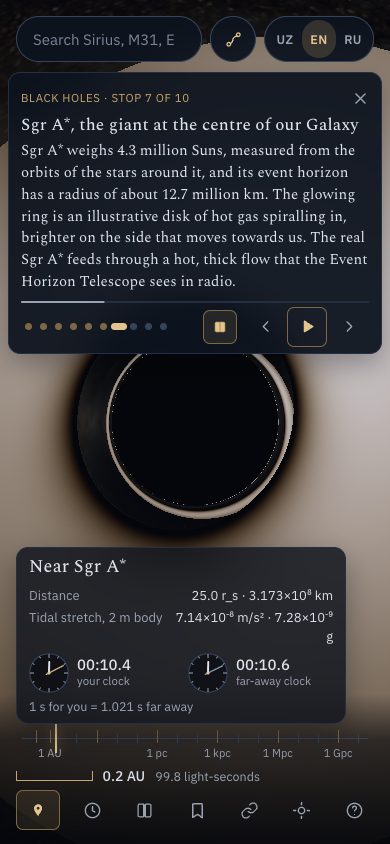 Search Sirius, M31, E
UZ EN RU
BLACK HOLES · STOP 7 OF 10
Sgr A*, the giant at the centre of our Galaxy
Sgr A* weighs 4.3 million Suns, measured from the
orbits of the stars around it, and its event horizon
has a radius of about 12.7 million km. The glowing
ring is an illustrative disk of hot gas spiralling in,
brighter on the side that moves towards us. The real
Sgr A* feeds through a hot, thick flow that the Event
Horizon Telescope sees in radio.
Near Sgr A*
Distance 25.0 r_s · 3.173×10⁸ km
Tidal stretch, 2 m body 7.14×10⁻⁸ m/s² · 7.28×10⁻⁹
g
00:10.4 00:10.6
your clock far-away clock
1 s for you = 1.021 s far away
1 AU 1 pc 1 kpc 1 Mpc 1 Gpc
0.2 AU 99.8 light-seconds